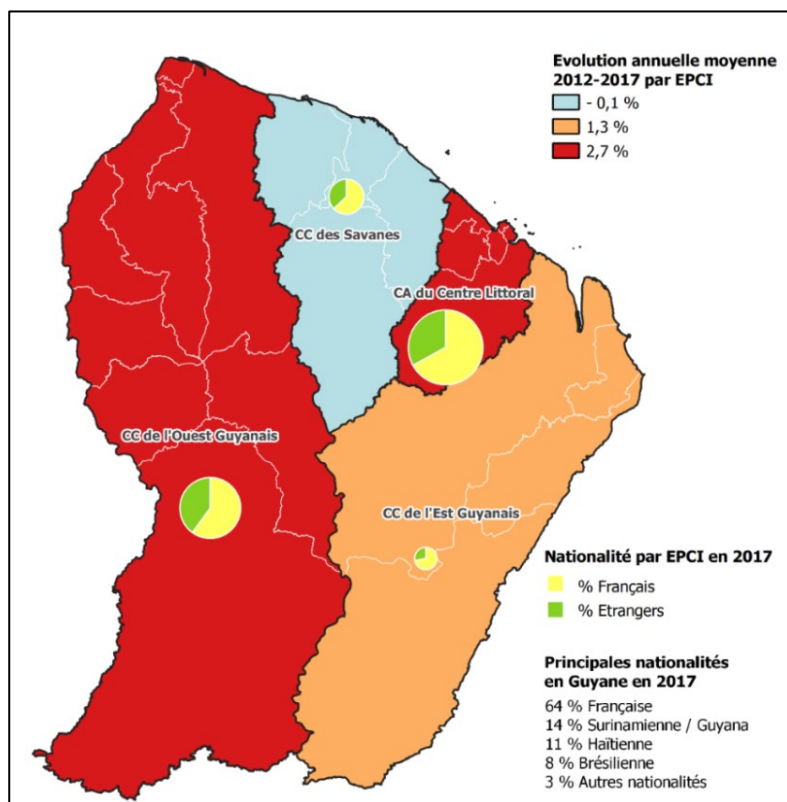 Evolution annuelle moyenne
2012-2017 par EPCI
- 0,1 %
1,3 %
2,7 %
CC des Savanes
CA du Centre Littoral
CC de l'Ouest Guyanais
CC de l'Est Guyanais
Nationalité par EPCI en 2017
% Français
% Etrangers
Principales nationalités
en Guyane en 2017
64 % Française
14 % Surinamienne / Guyana
11 % Haïtienne
8 % Brésilienne
3 % Autres nationalités